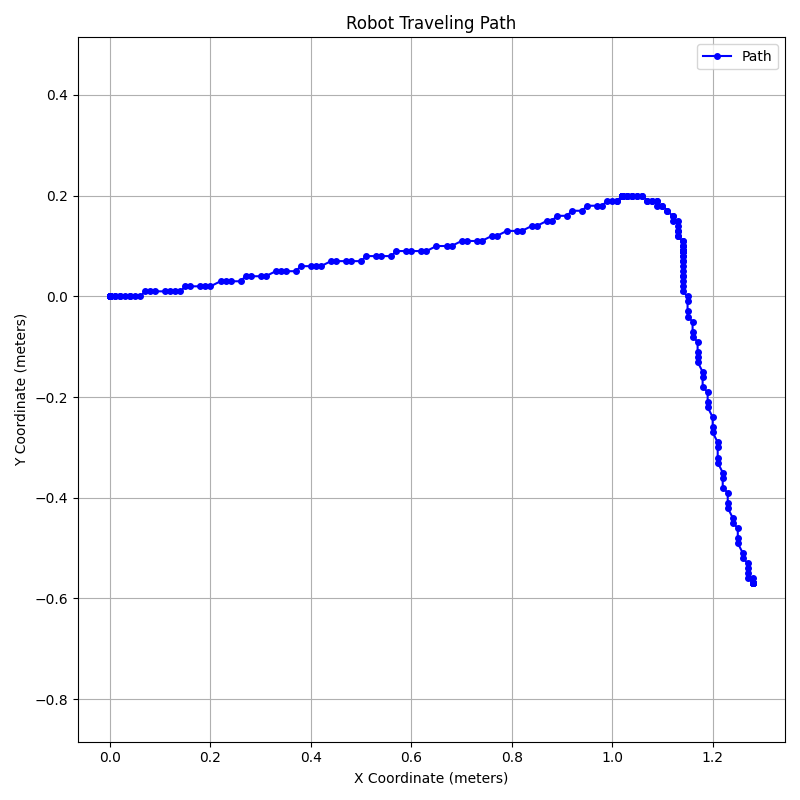 Robot Traveling Path
Path
Y Coordinate (meters)
0.4
0.2
0.0
−0.2
−0.4
−0.6
−0.8
0.0 0.2 0.4 0.6 0.8 1.0 1.2
X Coordinate (meters)